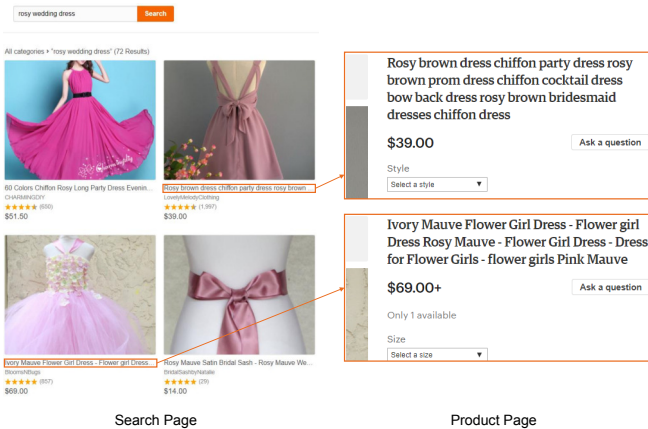 rosy wedding dress
Search
All categories ▸ "rosy wedding dress" (72 Results)
60 Colors Chiffon Rosy Long Party Dress Evenin...
CHARMINGDIY
$51.50
Rosy brown dress chiffon party dress rosy brown...
LovelyMelodyClothing
★★★★★ (1,997)
$39.00
Ivory Mauve Flower Girl Dress - Flower girl Dress...
BloomsNBugs
★★★★★ (857)
$69.00
Rosy Mauve Satin Bridal Sash - Rosy Mauve We...
BridalSashbyNatalie
★★★★★ (29)
$14.00
Search Page
Rosy brown dress chiffon party dress rosy
brown prom dress chiffon cocktail dress
bow back dress rosy brown bridesmaid
dresses chiffon dress
$39.00
Ask a question
Style
Select a style
Ivory Mauve Flower Girl Dress - Flower girl
Dress Rosy Mauve - Flower Girl Dress - Dress
for Flower Girls - flower girls Pink Mauve
$69.00+
Ask a question
Only 1 available
Size
Select a size
Product Page